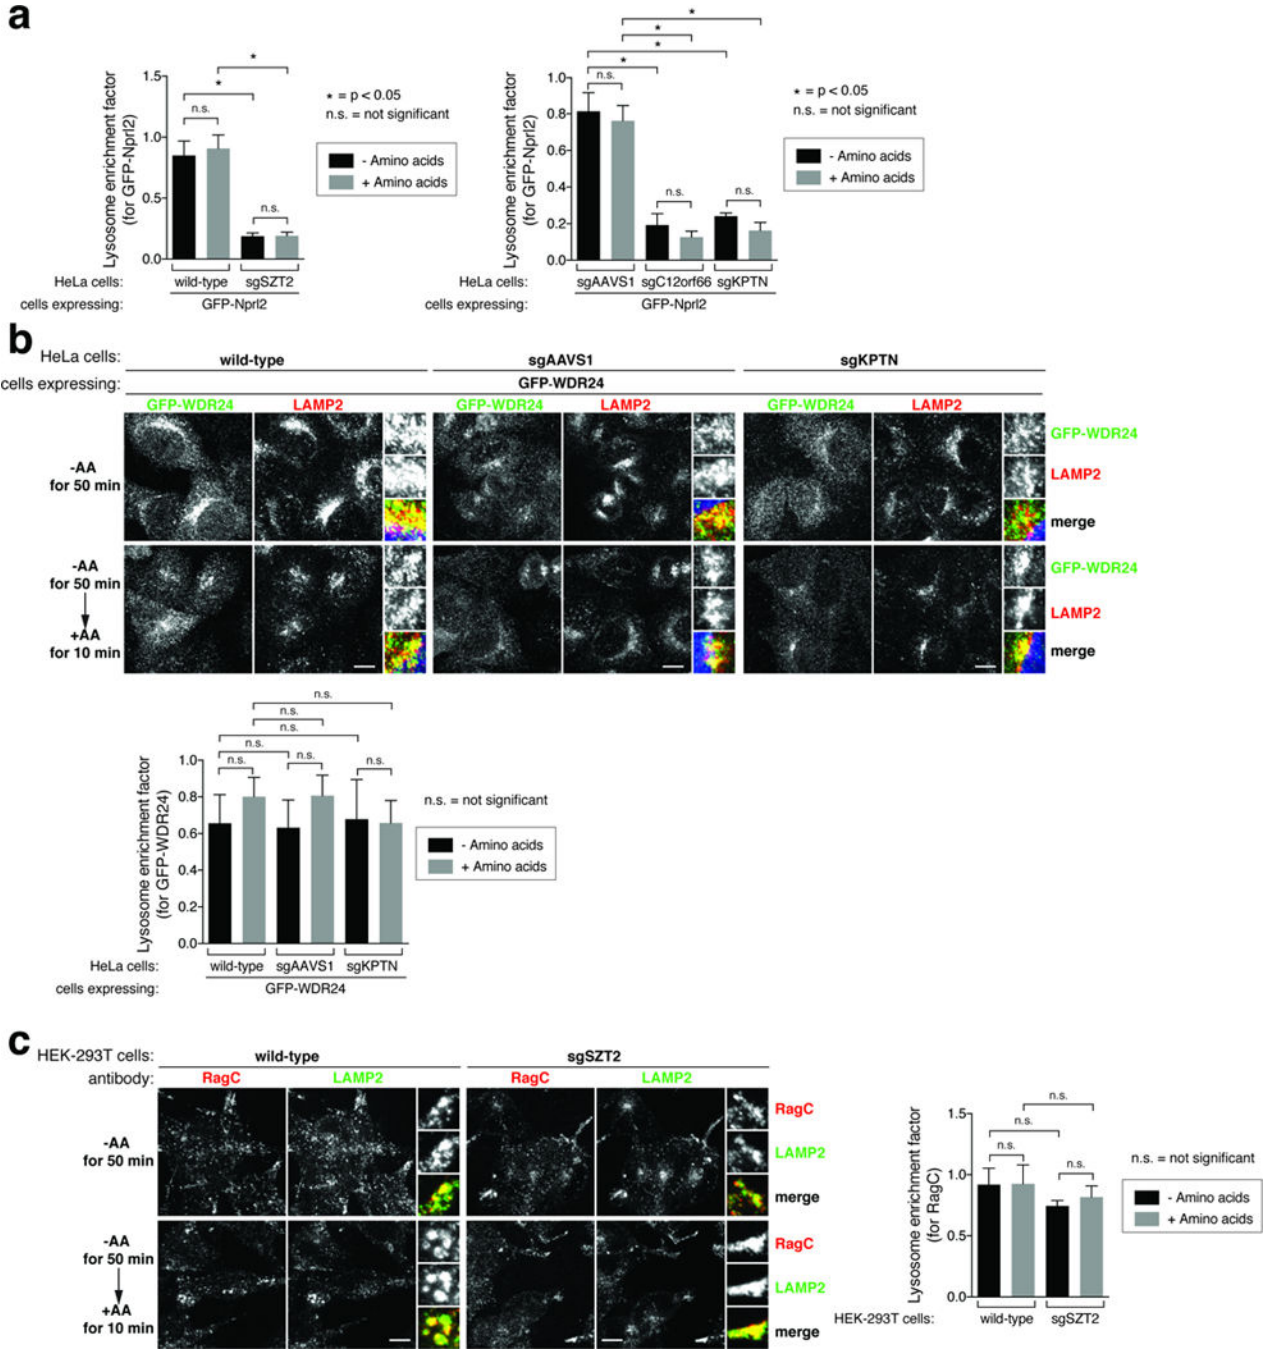 a
Lysosome enrichment factor
(for GFP-Nprl2)
1.5
1.0
0.5
0.0
*
*
n.s.
n.s.
* = p < 0.05
n.s. = not significant
- Amino acids
+ Amino acids
HeLa cells: wild-type sgSZT2
cells expressing: GFP-Nprl2
Lysosome enrichment factor
(for GFP-Nprl2)
1.0
0.8
0.6
0.4
0.2
0.0
*
*
*
*
n.s.
n.s.
n.s.
* = p < 0.05
n.s. = not significant
- Amino acids
+ Amino acids
HeLa cells: sgAAVS1 sgC12orf66 sgKPTN
cells expressing: GFP-Nprl2
b
HeLa cells: wild-type sgAAVS1 sgKPTN
cells expressing: GFP-WDR24
GFP-WDR24 LAMP2 GFP-WDR24 LAMP2 GFP-WDR24 LAMP2
-AA
for 50 min
GFP-WDR24
LAMP2
merge
-AA
for 50 min
+AA
for 10 min
GFP-WDR24
LAMP2
merge
Lysosome enrichment factor
(for GFP-WDR24)
1.0
0.8
0.6
0.4
0.2
0.0
n.s.
n.s.
n.s.
n.s.
n.s.
n.s.
n.s.
n.s. = not significant
- Amino acids
+ Amino acids
HeLa cells: wild-type sgAAVS1 sgKPTN
cells expressing: GFP-WDR24
c
HEK-293T cells: wild-type sgSZT2
antibody: RagC LAMP2 RagC LAMP2
-AA
for 50 min
RagC
LAMP2
merge
-AA
for 50 min
+AA
for 10 min
RagC
LAMP2
merge
Lysosome enrichment factor
(for RagC)
1.5
1.0
0.5
0.0
n.s.
n.s.
n.s.
n.s.
n.s. = not significant
- Amino acids
+ Amino acids
HEK-293T cells: wild-type sgSZT2